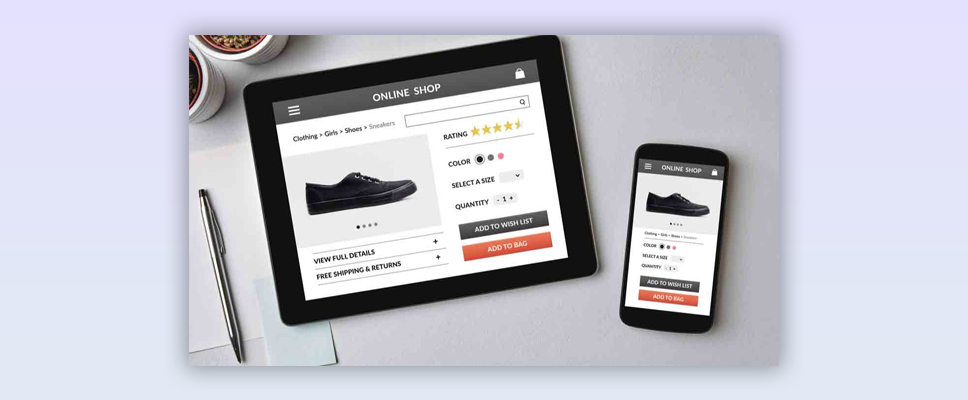 ONLINE SHOP
Clothing > Girls > Shoes > Sneakers
RATING
COLOR
SELECT A SIZE
QUANTITY - 1 +
ADD TO WISH LIST
ADD TO BAG
VIEW FULL DETAILS +
FREE SHIPPING & RETURNS +
ONLINE SHOP
Clothing > Girls > Shoes > Sneakers
COLOR
SELECT A SIZE
QUANTITY - 1 +
ADD TO WISH LIST
ADD TO BAG